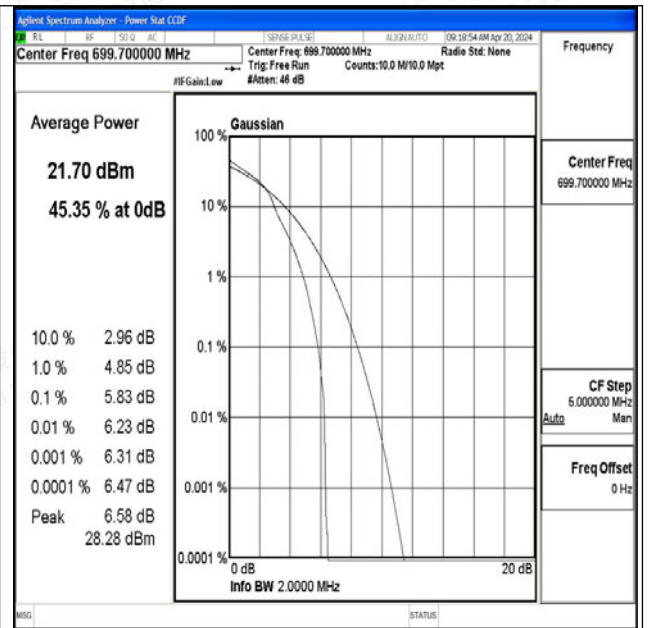 Agilent Spectrum Analyzer - Power Stat CCDF
RL RF 50 Ω AC SENSE:PULSE ALIGN AUTO 09:18:54 AM Apr 20, 2024
Center Freq 699.700000 MHz
Center Freq: 699.700000 MHz Radio Std: None
Trig: Free Run Counts:10.0 M/10.0 Mpt
#IFGain:Low #Atten: 46 dB
Frequency
Average Power
21.70 dBm
45.35 % at 0dB
10.0 % 2.96 dB
1.0 % 4.85 dB
0.1 % 5.83 dB
0.01 % 6.23 dB
0.001 % 6.31 dB
0.0001 % 6.47 dB
Peak 6.58 dB
28.28 dBm
Gaussian
100 %
10 %
1 %
0.1 %
0.01 %
0.001 %
0.0001 %
0 dB 20 dB
Info BW 2.0000 MHz
Center Freq
699.700000 MHz
CF Step
5.000000 MHz
Auto Man
Freq Offset
0 Hz
MSG STATUS